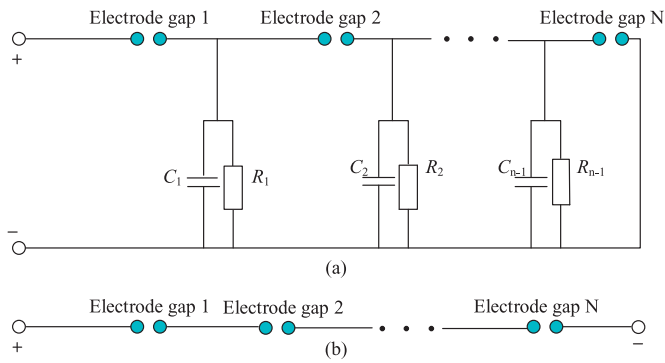 Electrode gap 1 Electrode gap 2 Electrode gap N
+
C1 R1 C2 R2 Cn-1 Rn-1
−
(a)
Electrode gap 1 Electrode gap 2 Electrode gap N
+ −
(b)